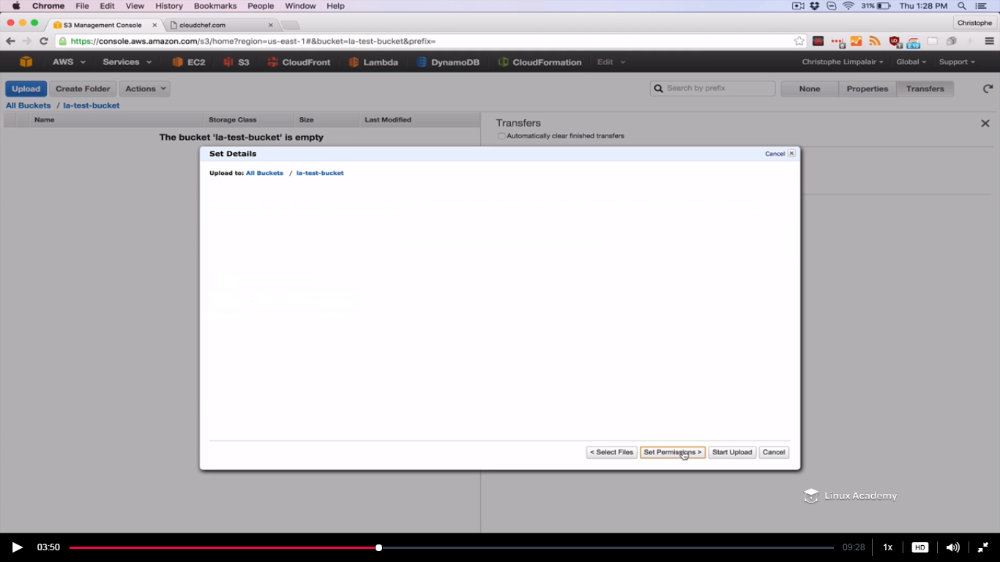 Chrome File Edit View History Bookmarks People Window Help 31% Thu 1:28 PM
S3 Management Console cloudchef.com Christophe
https://console.aws.amazon.com/s3/home?region=us-east-1#&bucket=la-test-bucket&prefix=
AWS Services EC2 S3 CloudFront Lambda DynamoDB CloudFormation Edit Christophe Limpalair Global Support
Upload Create Folder Actions Search by prefix None Properties Transfers
All Buckets / la-test-bucket
Name Storage Class Size Last Modified Transfers
The bucket 'la-test-bucket' is empty Automatically clear finished transfers
Set Details Cancel
Upload to: All Buckets / la-test-bucket
< Select Files Set Permissions > Start Upload Cancel
Linux Academy
03:50 09:28 1x HD